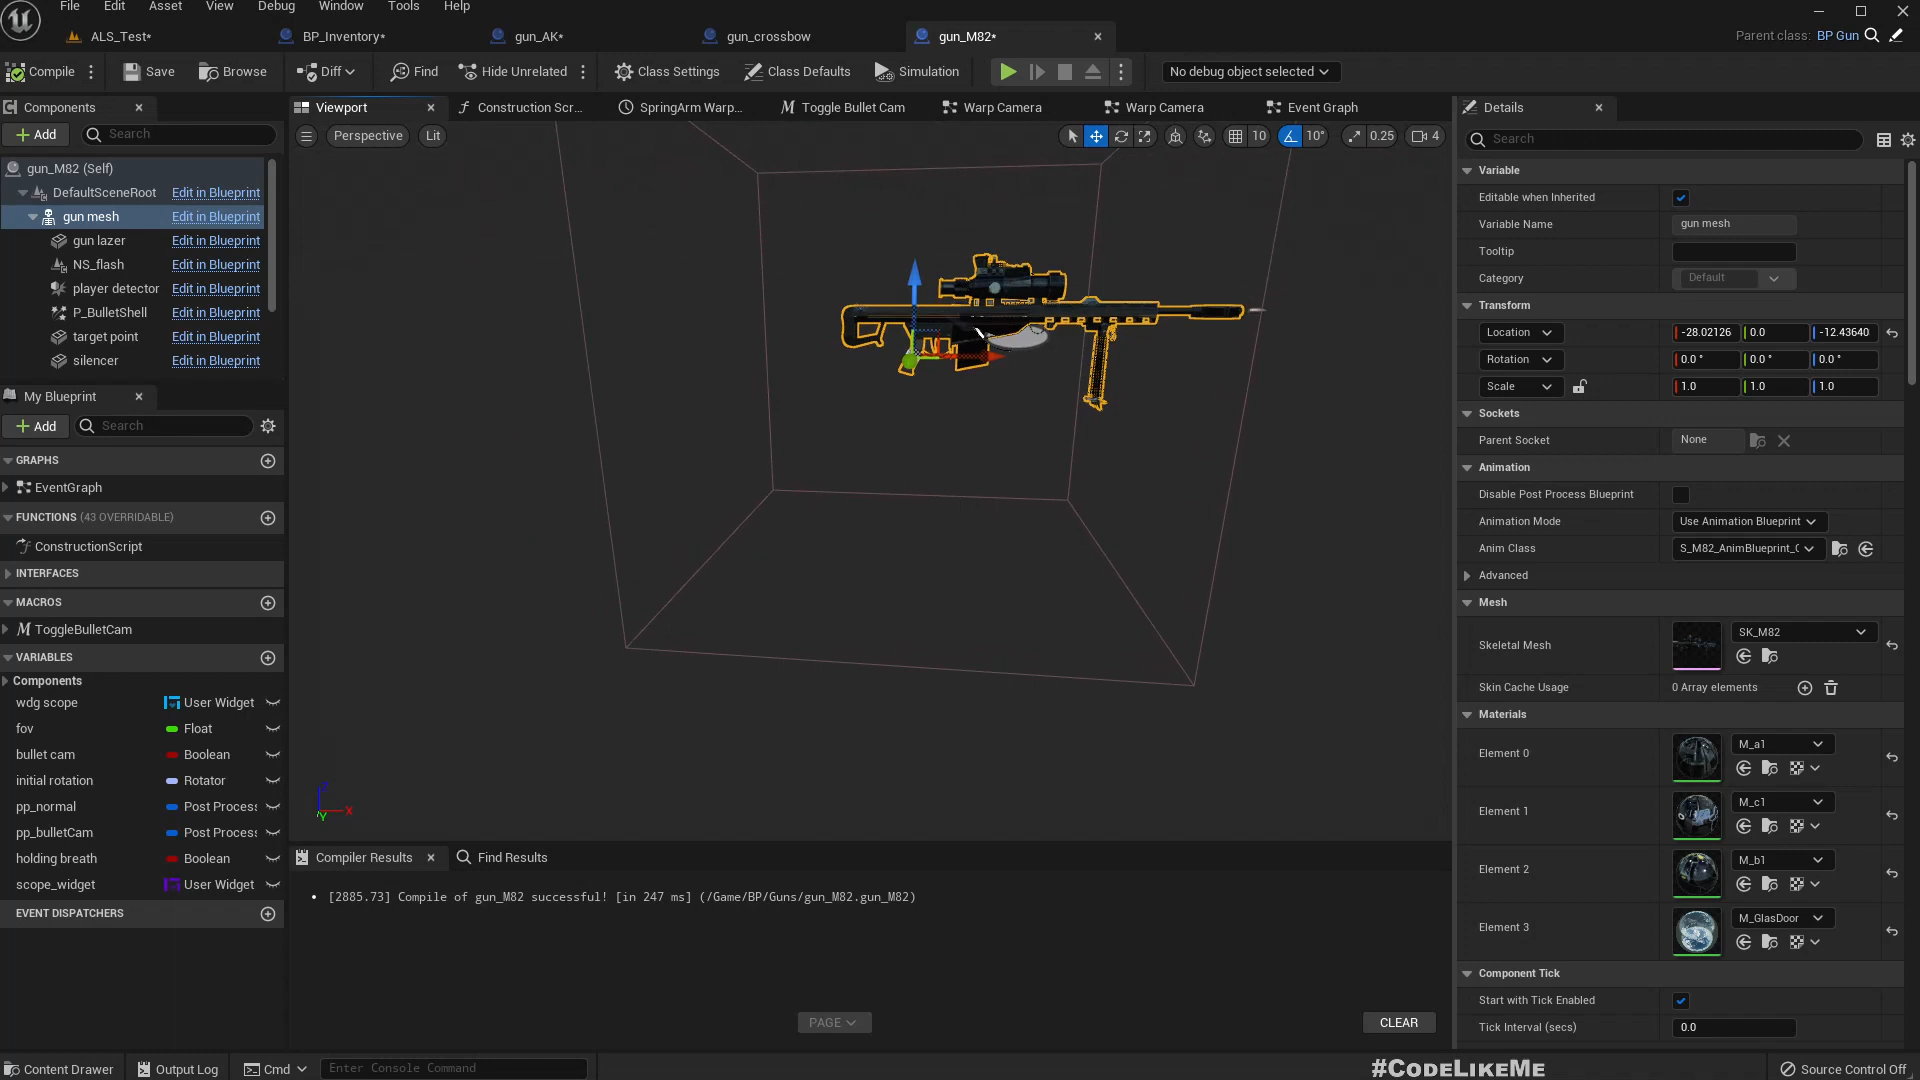 File Edit Asset View Debug Window Tools Help
ALS_Test* BP_Inventory* gun_AK* gun_crossbow gun_M82* Parent class: BP Gun
Compile Save Browse Diff Find Hide Unrelated Class Settings Class Defaults Simulation No debug object selected
Components Viewport Construction Scr... SpringArm Warp... Toggle Bullet Cam Warp Camera Warp Camera Event Graph Details
Add Search Perspective Lit 10 10° 0.25 4 Search
gun_M82 (Self)
DefaultSceneRoot Edit in Blueprint
gun mesh Edit in Blueprint
gun lazer Edit in Blueprint
NS_flash Edit in Blueprint
player detector Edit in Blueprint
P_BulletShell Edit in Blueprint
target point Edit in Blueprint
silencer Edit in Blueprint
My Blueprint
Add Search
GRAPHS
EventGraph
FUNCTIONS (43 OVERRIDABLE)
ConstructionScript
INTERFACES
MACROS
ToggleBulletCam
VARIABLES
Components
wdg scope User Widget
fov Float
bullet cam Boolean
initial rotation Rotator
pp_normal Post Process
pp_bulletCam Post Process
holding breath Boolean
scope_widget User Widget
EVENT DISPATCHERS
Z
X
Y
Compiler Results Find Results
[2885.73] Compile of gun_M82 successful! [in 247 ms] (/Game/BP/Guns/gun_M82.gun_M82)
PAGE CLEAR
Variable
Editable when Inherited
Variable Name gun mesh
Tooltip
Category Default
Transform
Location -28.02126 0.0 -12.43640
Rotation 0.0 ° 0.0 ° 0.0 °
Scale 1.0 1.0 1.0
Sockets
Parent Socket None
Animation
Disable Post Process Blueprint
Animation Mode Use Animation Blueprint
Anim Class S_M82_AnimBlueprint_C
Advanced
Mesh
Skeletal Mesh SK_M82
Skin Cache Usage 0 Array elements
Materials
Element 0 M_a1
Element 1 M_c1
Element 2 M_b1
Element 3 M_GlasDoor
Component Tick
Start with Tick Enabled
Tick Interval (secs) 0.0
Content Drawer Output Log Cmd Enter Console Command #CODELIKEME Source Control Off